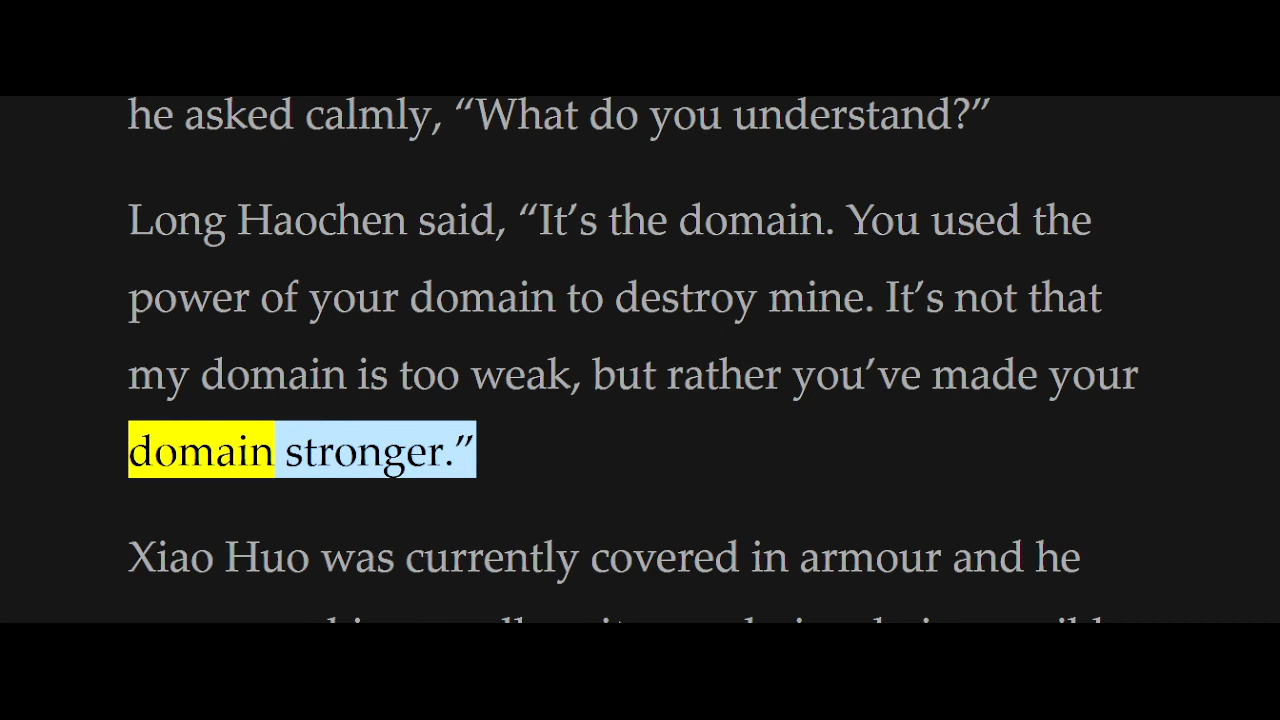 he asked calmly, “What do you understand?”
Long Haochen said, “It’s the domain. You used the
power of your domain to destroy mine. It’s not that
my domain is too weak, but rather you’ve made your
domain stronger.”
Xiao Huo was currently covered in armour and he